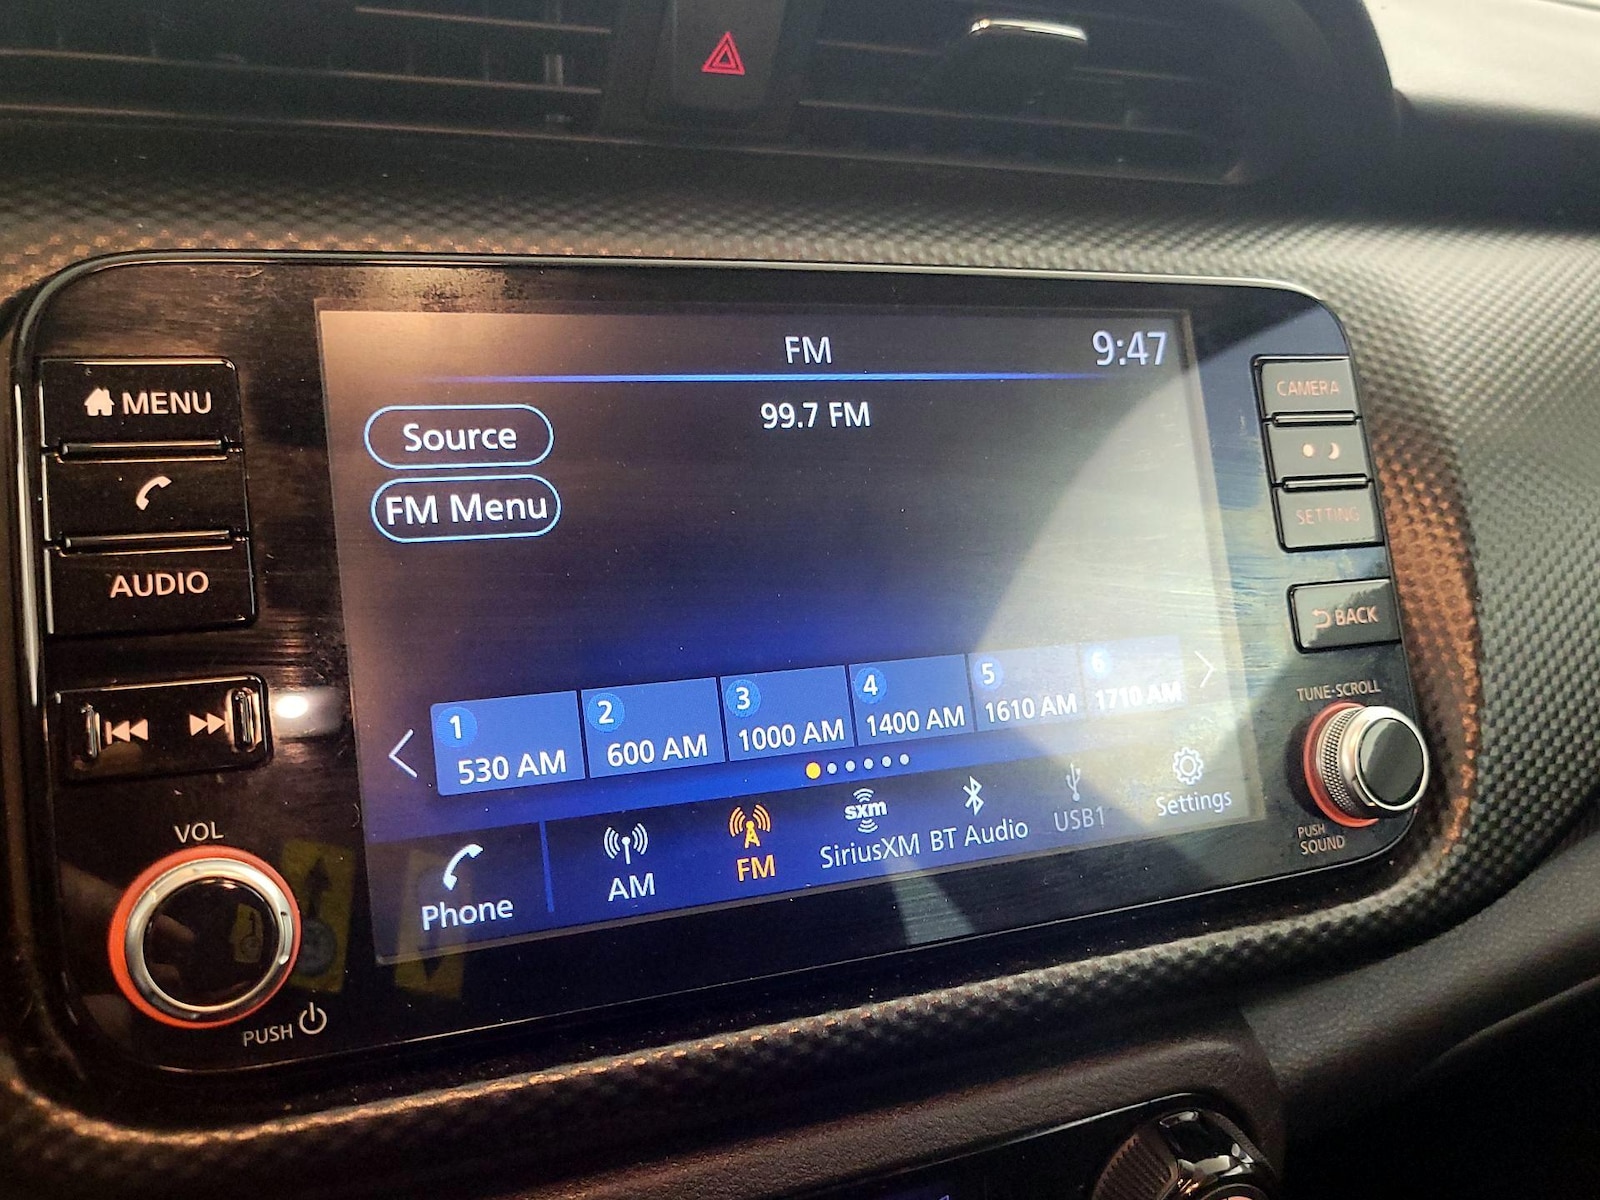 FM
9:47
99.7 FM
Source
FM Menu
1
530 AM
2
600 AM
3
1000 AM
4
1400 AM
5
1610 AM
6
1710 AM
Phone
AM
FM
sxm
SiriusXM
BT Audio
USB1
Settings
MENU
AUDIO
VOL
PUSH
CAMERA
SETTING
BACK
TUNE·SCROLL
PUSH
SOUND